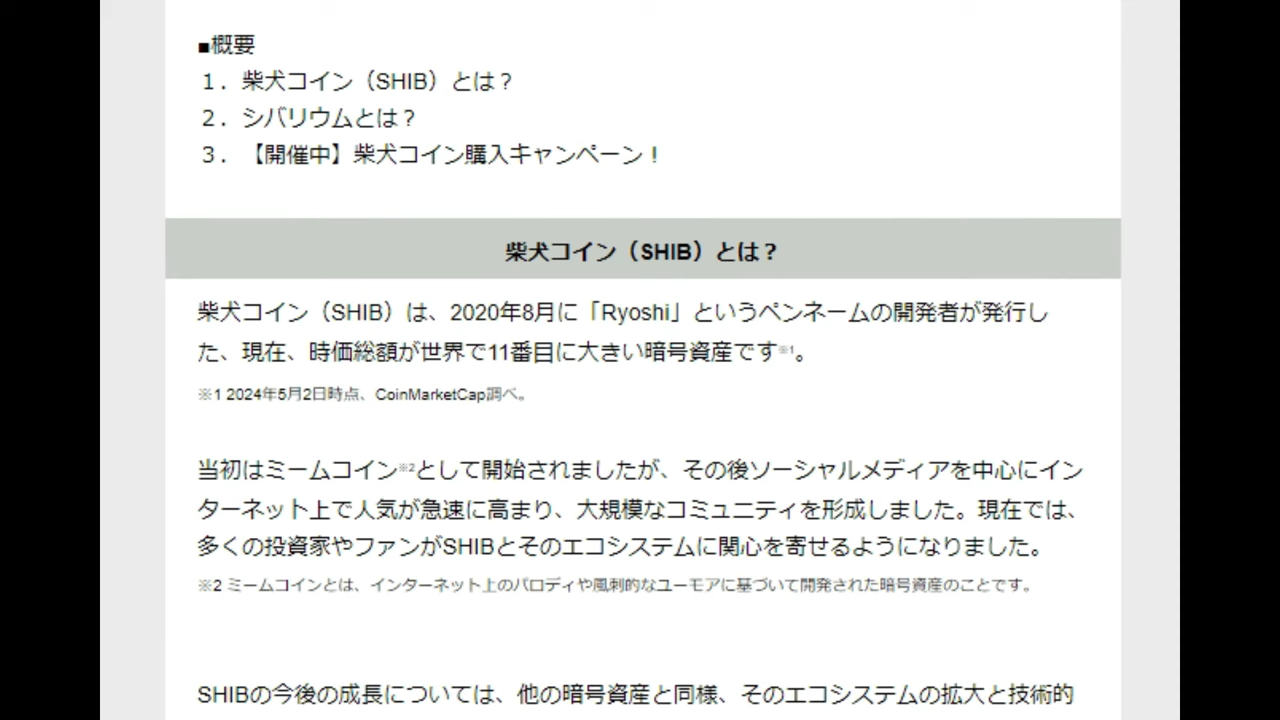 ■概要
１．柴犬コイン（SHIB）とは？
２．シバリウムとは？
３．【開催中】柴犬コイン購入キャンペーン！
柴犬コイン（SHIB）とは？
柴犬コイン（SHIB）は、2020年8月に「Ryoshi」というペンネームの開発者が発行し
た、現在、時価総額が世界で11番目に大きい暗号資産です※1。
※1 2024年5月2日時点、CoinMarketCap調べ。
当初はミームコイン※2として開始されましたが、その後ソーシャルメディアを中心にイン
ターネット上で人気が急速に高まり、大規模なコミュニティを形成しました。現在では、
多くの投資家やファンがSHIBとそのエコシステムに関心を寄せるようになりました。
※2 ミームコインとは、インターネット上のパロディや風刺的なユーモアに基づいて開発された暗号資産のことです。
SHIBの今後の成長については、他の暗号資産と同様、そのエコシステムの拡大と技術的